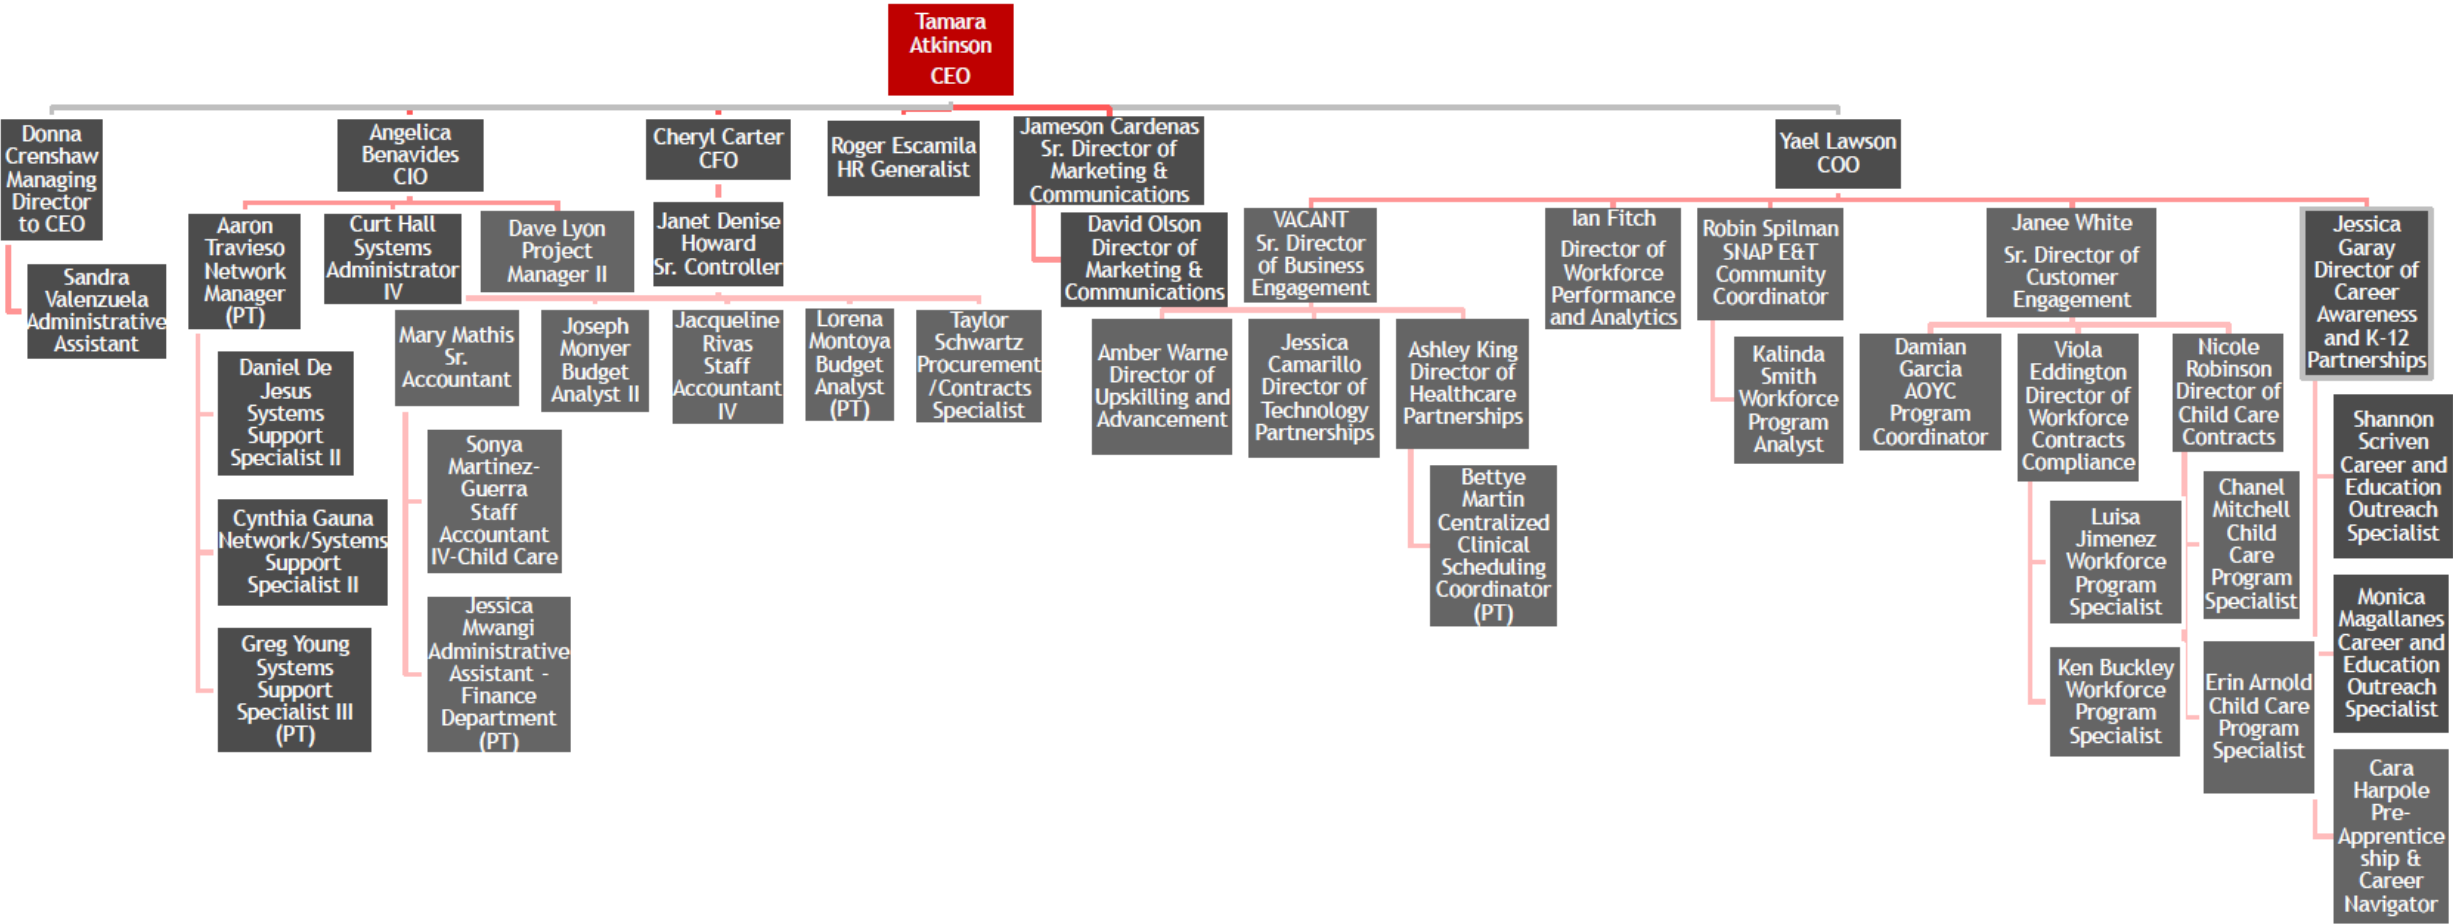 Tamara
Atkinson
CEO
Donna
Crenshaw
Managing
Director
to CEO
Sandra
Valenzuela
Administrative
Assistant
Angelica
Benavides
CIO
Aaron
Travieso
Network
Manager
(PT)
Daniel De
Jesus
Systems
Support
Specialist II
Cynthia Gauna
Network/Systems
Support
Specialist II
Greg Young
Systems
Support
Specialist III
(PT)
Curt Hall
Systems
Administrator
IV
Dave Lyon
Project
Manager II
Cheryl Carter
CFO
Janet Denise
Howard
Sr. Controller
Mary Mathis
Sr.
Accountant
Sonya
Martinez-
Guerra
Staff
Accountant
IV-Child Care
Jessica
Mwangi
Administrative
Assistant -
Finance
Department
(PT)
Joseph
Monyer
Budget
Analyst II
Jacqueline
Rivas
Staff
Accountant
IV
Lorena
Montoya
Budget
Analyst
(PT)
Taylor
Schwartz
Procurement
/Contracts
Specialist
Roger Escamila
HR Generalist
Jameson Cardenas
Sr. Director of
Marketing &
Communications
David Olson
Director of
Marketing &
Communications
Yael Lawson
COO
VACANT
Sr. Director
of Business
Engagement
Amber Warne
Director of
Upskilling and
Advancement
Jessica
Camarillo
Director of
Technology
Partnerships
Ashley King
Director of
Healthcare
Partnerships
Bettye
Martin
Centralized
Clinical
Scheduling
Coordinator
(PT)
Ian Fitch
Director of
Workforce
Performance
and Analytics
Robin Spilman
SNAP E&T
Community
Coordinator
Kalinda
Smith
Workforce
Program
Analyst
Janee White
Sr. Director of
Customer
Engagement
Damian
Garcia
AOYC
Program
Coordinator
Viola
Eddington
Director of
Workforce
Contracts
Compliance
Luisa
Jimenez
Workforce
Program
Specialist
Ken Buckley
Workforce
Program
Specialist
Nicole
Robinson
Director of
Child Care
Contracts
Chanel
Mitchell
Child
Care
Program
Specialist
Erin Arnold
Child Care
Program
Specialist
Jessica
Garay
Director of
Career
Awareness
and K-12
Partnerships
Shannon
Scriven
Career and
Education
Outreach
Specialist
Monica
Magallanes
Career and
Education
Outreach
Specialist
Cara
Harpole
Pre-
Apprentice
ship &
Career
Navigator